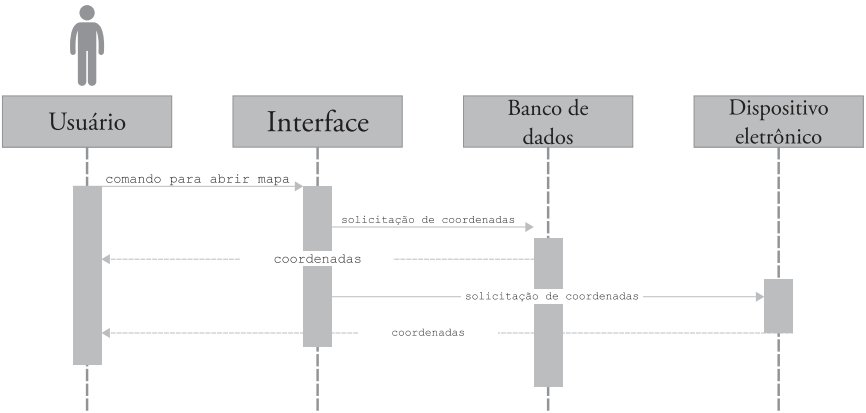 Usuário
Interface
Banco de
dados
Dispositivo
eletrônico
comando para abrir mapa
solicitação de coordenadas
coordenadas
solicitação de coordenadas
coordenadas